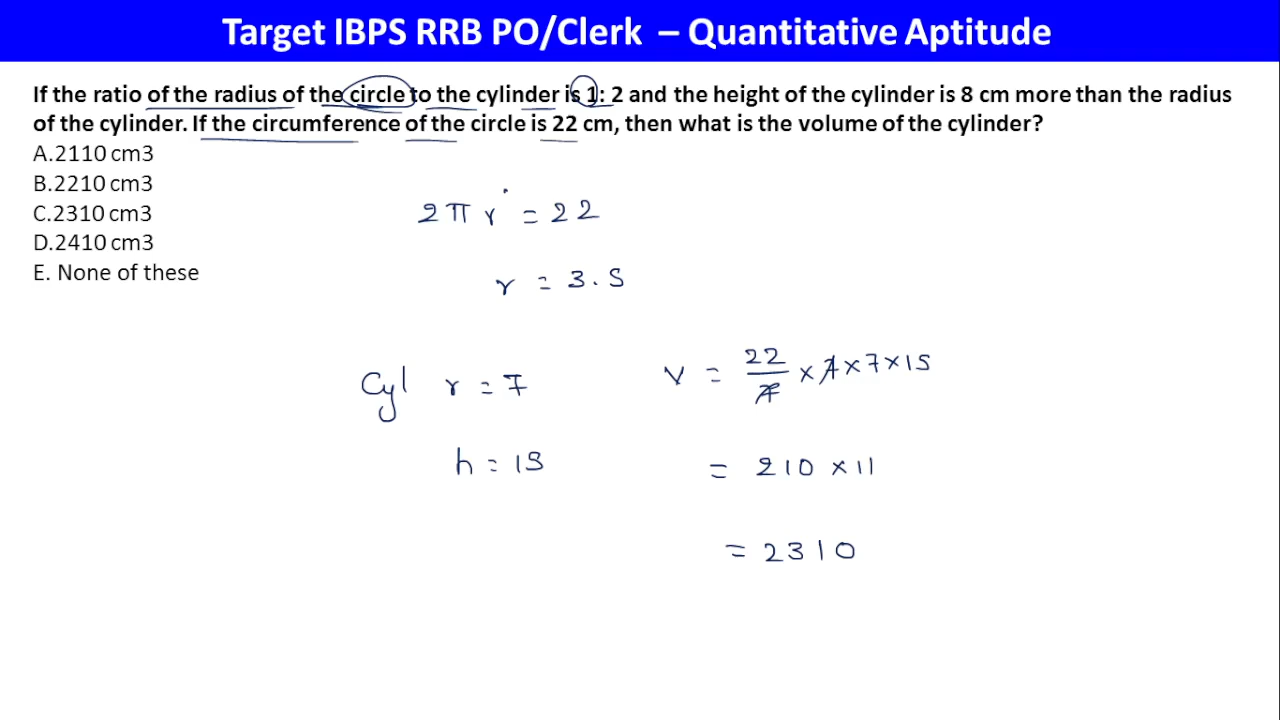 Target IBPS RRB PO/Clerk – Quantitative Aptitude
If the ratio of the radius of the circle to the cylinder is 1: 2 and the height of the cylinder is 8 cm more than the radius
of the cylinder. If the circumference of the circle is 22 cm, then what is the volume of the cylinder?
A.2110 cm3
B.2210 cm3
C.2310 cm3
D.2410 cm3
E. None of these
2πr = 22
r = 3.5
Cyl r = 7
h = 15
V = 22/7 × 7 × 7 × 15
= 210 × 11
= 2310